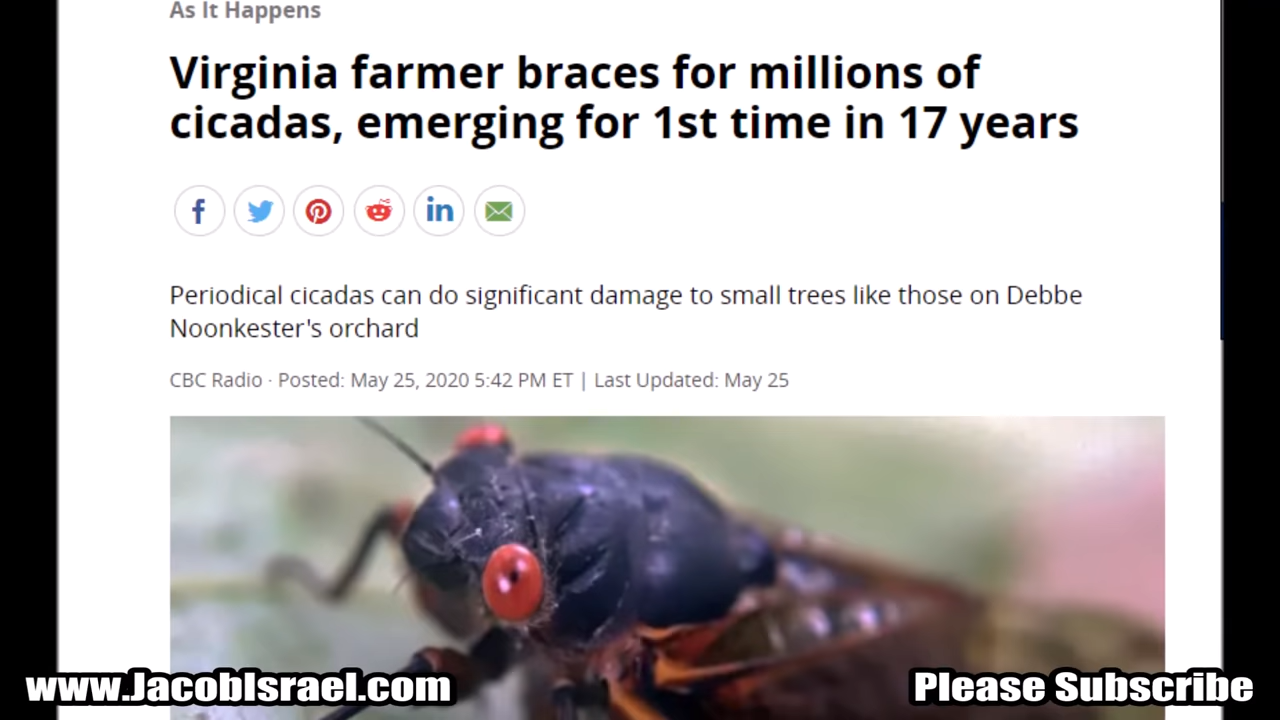 As It Happens
Virginia farmer braces for millions of
cicadas, emerging for 1st time in 17 years
Periodical cicadas can do significant damage to small trees like those on Debbe
Noonkester's orchard
CBC Radio · Posted: May 25, 2020 5:42 PM ET | Last Updated: May 25
www.JacobIsrael.com
Please Subscribe